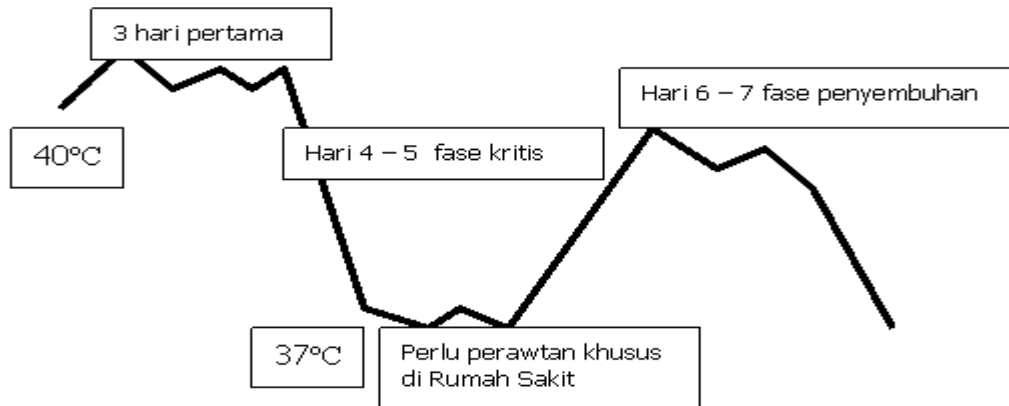 3 hari pertama
40°C
Hari 4 – 5 fase kritis
Hari 6 – 7 fase penyembuhan
37°C
Perlu perawtan khusus
di Rumah Sakit